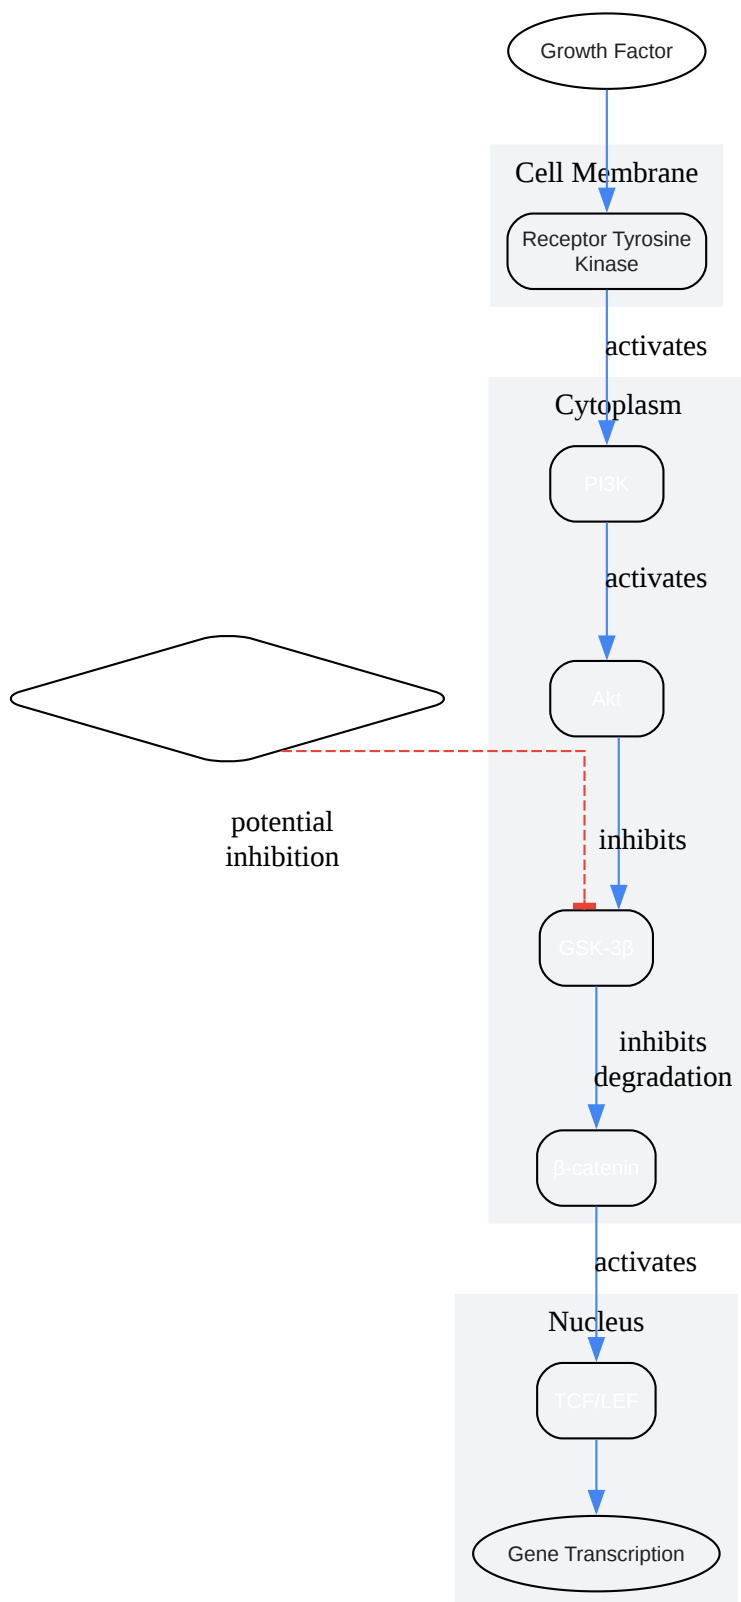 Growth Factor
Cell Membrane
Receptor Tyrosine
Kinase
activates
Cytoplasm
PI3K
activates
Akt
potential
inhibition
inhibits
GSK-3β
inhibits
degradation
β-catenin
activates
Nucleus
TCF/LEF
Gene Transcription